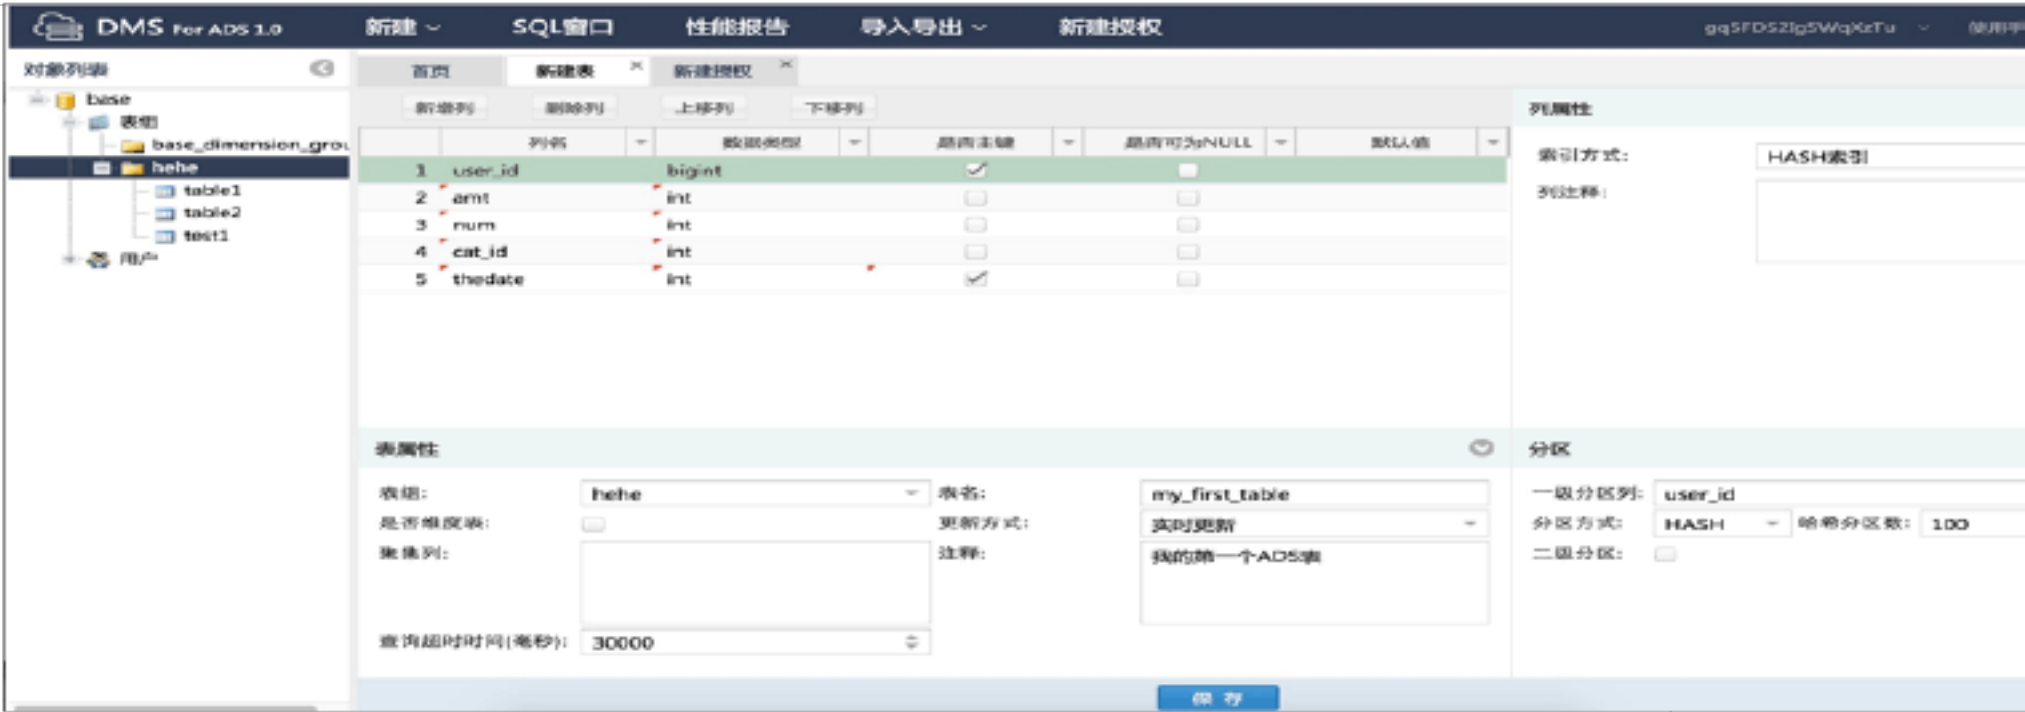 DMS For ADS 1.0 新建 SQL窗口 性能报告 导入导出 新建授权
对象列表 首页 新建表 新建授权
新增列 删除列 上移列 下移列 列属性
base
表组
base_dimension_grou
hehe
table1
table2
test1
用户
列名 数据类型 是否主键 是否可为NULL 默认值
1 user_id bigint
2 amt int
3 num int
4 cat_id int
5 thedate int
索引方式: HASH索引
列注释:
表属性 分区
表组: hehe 表名: my_first_table 一级分区列: user_id
是否维度表: 更新方式: 实时更新 分区方式: HASH 哈希分区数: 100
聚集列: 注释: 我的第一个ADS表 二级分区:
查询超时时间(毫秒): 30000
保存